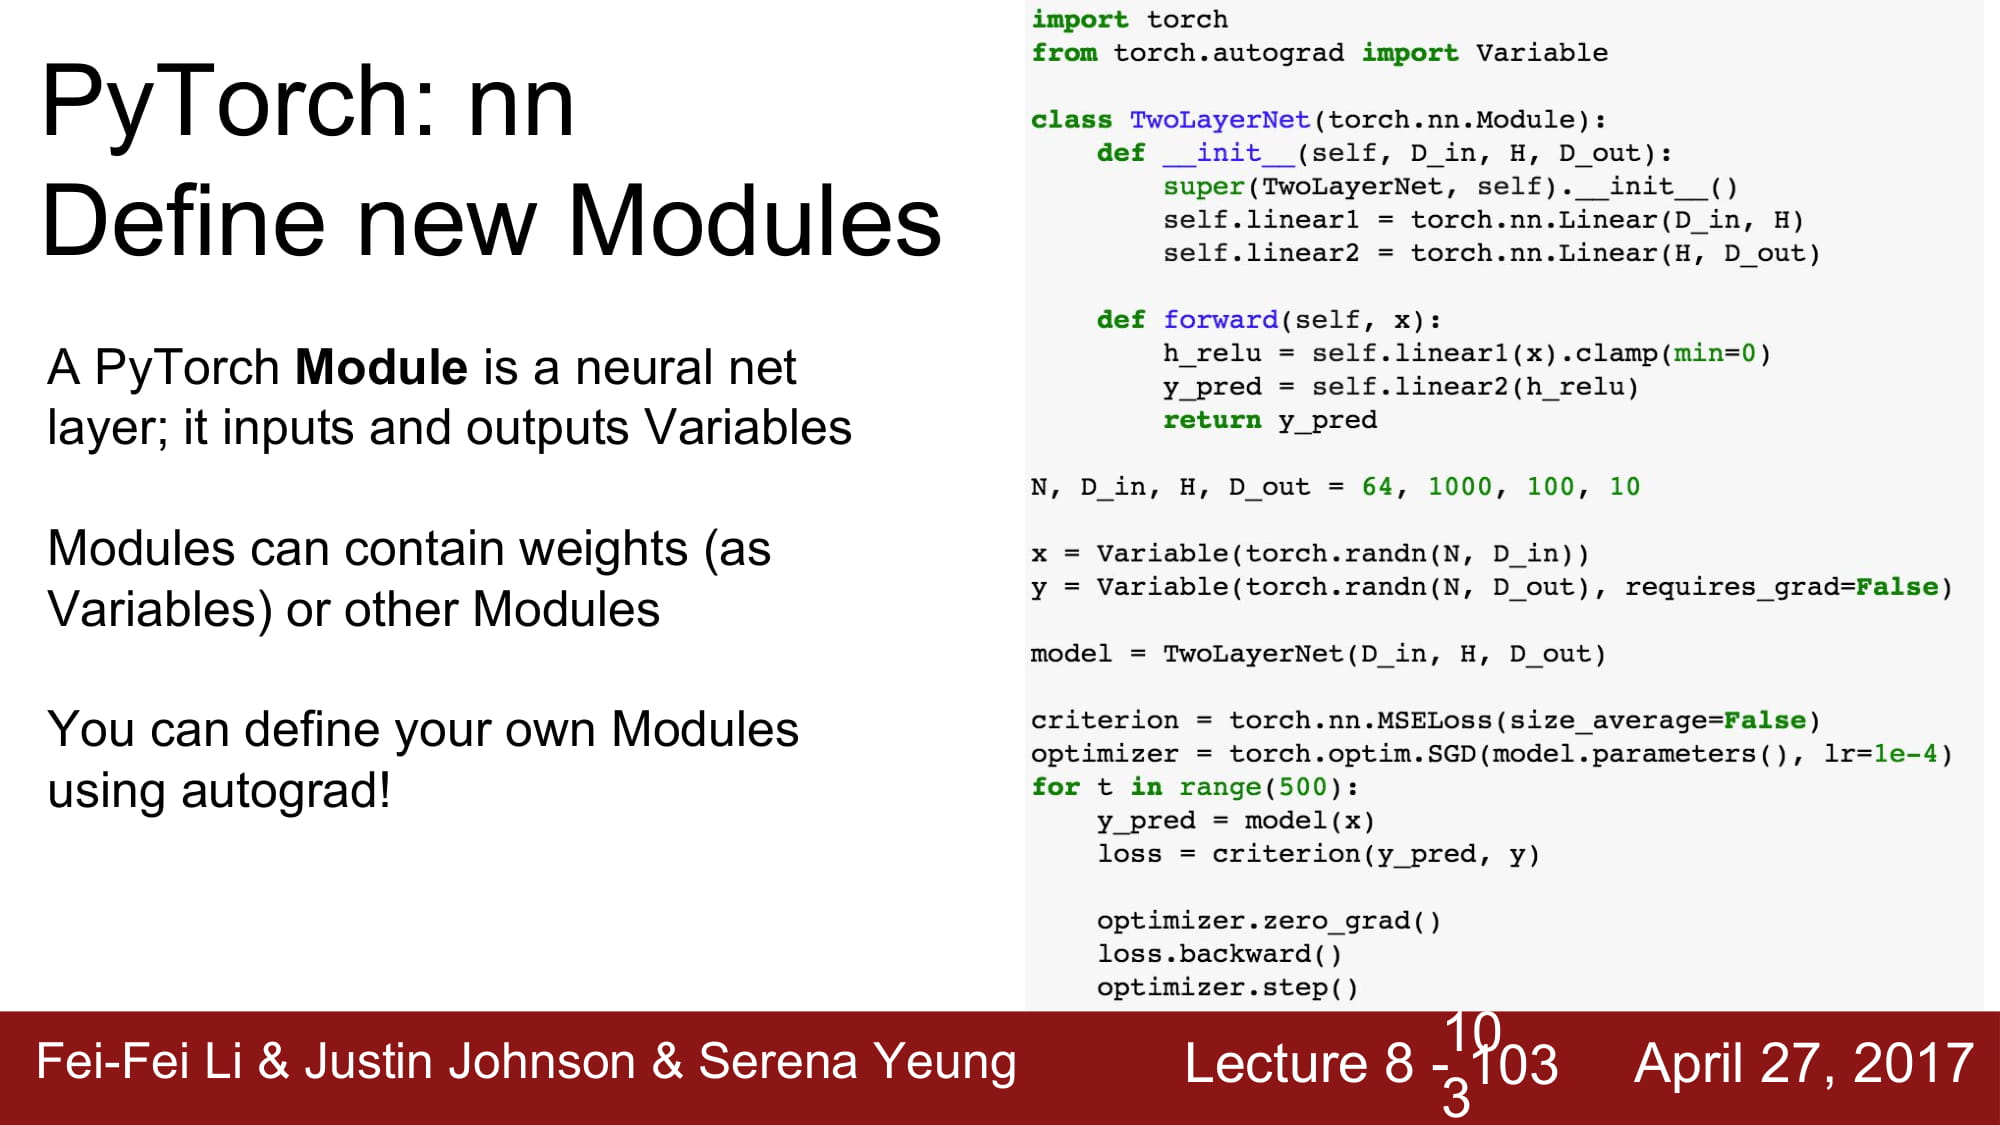 PyTorch: nn
Define new Modules
A PyTorch Module is a neural net
layer; it inputs and outputs Variables
Modules can contain weights (as
Variables) or other Modules
You can define your own Modules
using autograd!
import torch
from torch.autograd import Variable
class TwoLayerNet(torch.nn.Module):
    def __init__(self, D_in, H, D_out):
        super(TwoLayerNet, self).__init__()
        self.linear1 = torch.nn.Linear(D_in, H)
        self.linear2 = torch.nn.Linear(H, D_out)
    def forward(self, x):
        h_relu = self.linear1(x).clamp(min=0)
        y_pred = self.linear2(h_relu)
        return y_pred
N, D_in, H, D_out = 64, 1000, 100, 10
x = Variable(torch.randn(N, D_in))
y = Variable(torch.randn(N, D_out), requires_grad=False)
model = TwoLayerNet(D_in, H, D_out)
criterion = torch.nn.MSELoss(size_average=False)
optimizer = torch.optim.SGD(model.parameters(), lr=1e-4)
for t in range(500):
    y_pred = model(x)
    loss = criterion(y_pred, y)
    optimizer.zero_grad()
    loss.backward()
    optimizer.step()
Fei-Fei Li & Justin Johnson & Serena Yeung
Lecture 8 - 103
10
3
April 27, 2017